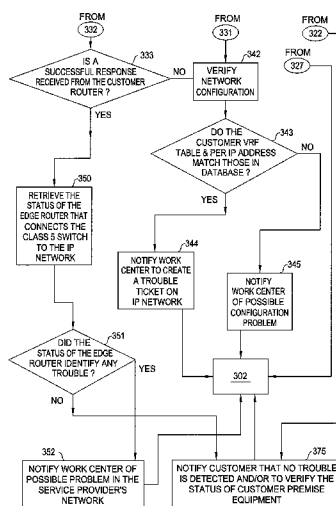 FROM
332
FROM
331
FROM
322
FROM
327
333
IS A
SUCCESSFUL RESPONSE
RECEIVED FROM THE CUSTOMER
ROUTER ?
NO
YES
342
VERIFY
NETWORK
CONFIGURATION
343
DO THE
CUSTOMER VRF
TABLE & PER IP ADDRESS
MATCH THOSE IN
DATABASE ?
NO
YES
350
RETRIEVE THE
STATUS OF THE
EDGE ROUTER THAT
CONNECTS THE
CLASS 5 SWITCH
TO THE IP
NETWORK
344
NOTIFY WORK
CENTER TO CREATE
A TROUBLE
TICKET ON
IP NETWORK
345
NOTIFY WORK
CENTER OF
POSSIBLE
CONFIGURATION
PROBLEM
351
DID THE
STATUS OF THE EDGE
ROUTER IDENTIFY ANY
TROUBLE ?
YES
NO
302
352
NOTIFY WORK CENTER OF
POSSIBLE PROBLEM IN THE
SERVICE PROVIDER'S
NETWORK
375
NOTIFY CUSTOMER THAT NO TROUBLE
IS DETECTED AND/OR TO VERIFY THE
STATUS OF CUSTOMER PREMISE
EQUIPMENT